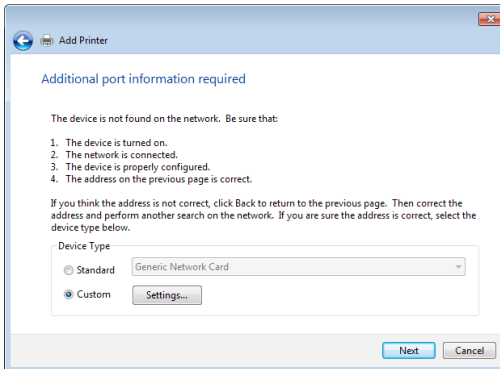 Add Printer
Additional port information required
The device is not found on the network. Be sure that:
1. The device is turned on.
2. The network is connected.
3. The device is properly configured.
4. The address on the previous page is correct.
If you think the address is not correct, click Back to return to the previous page. Then correct the
address and perform another search on the network. If you are sure the address is correct, select the
device type below.
Device Type
Standard Generic Network Card
Custom Settings...
Next Cancel